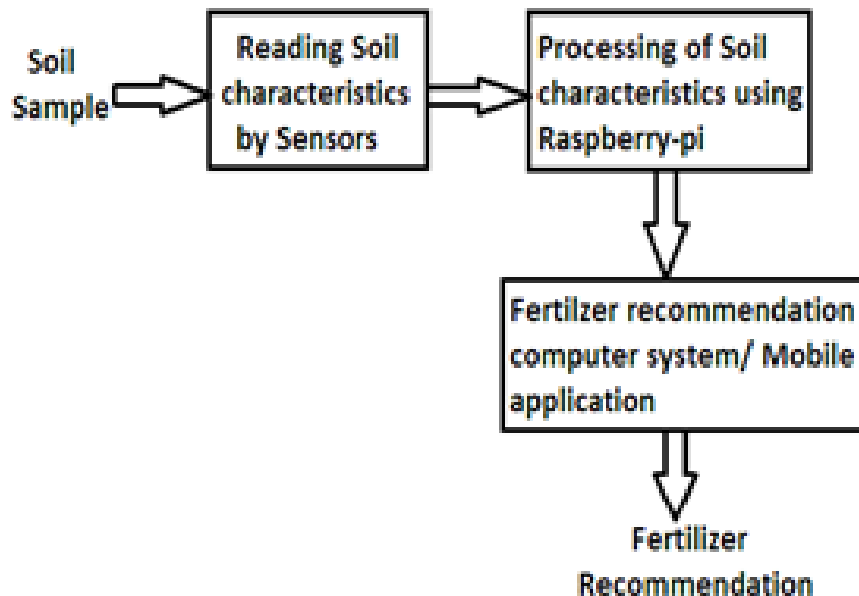 Soil
Sample
Reading Soil
characteristics
by Sensors
Processing of Soil
characteristics using
Raspberry-pi
Fertilzer recommendation
computer system/ Mobile
application
Fertilizer
Recommendation